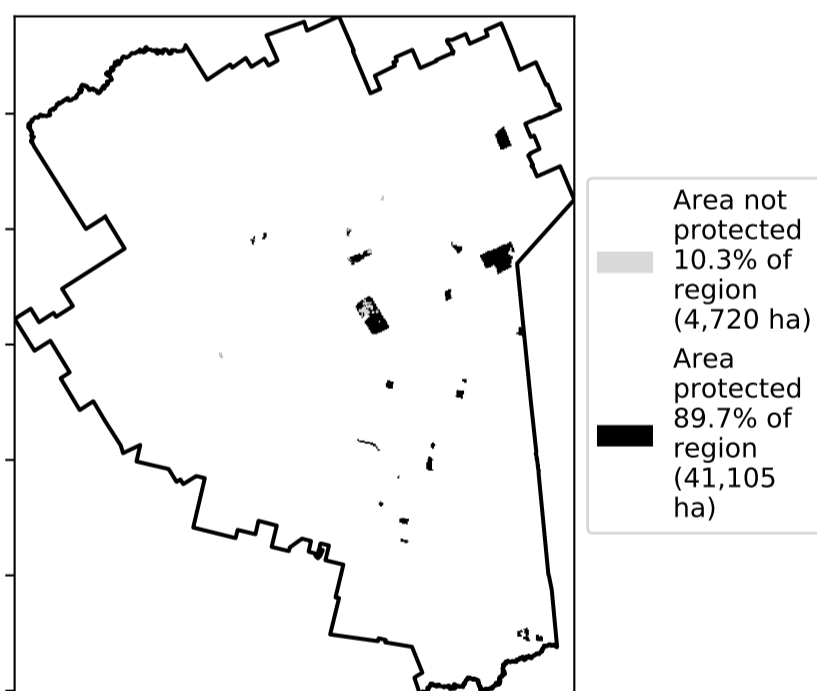 Area not
protected
10.3% of
region
(4,720 ha)
Area
protected
89.7% of
region
(41,105
ha)